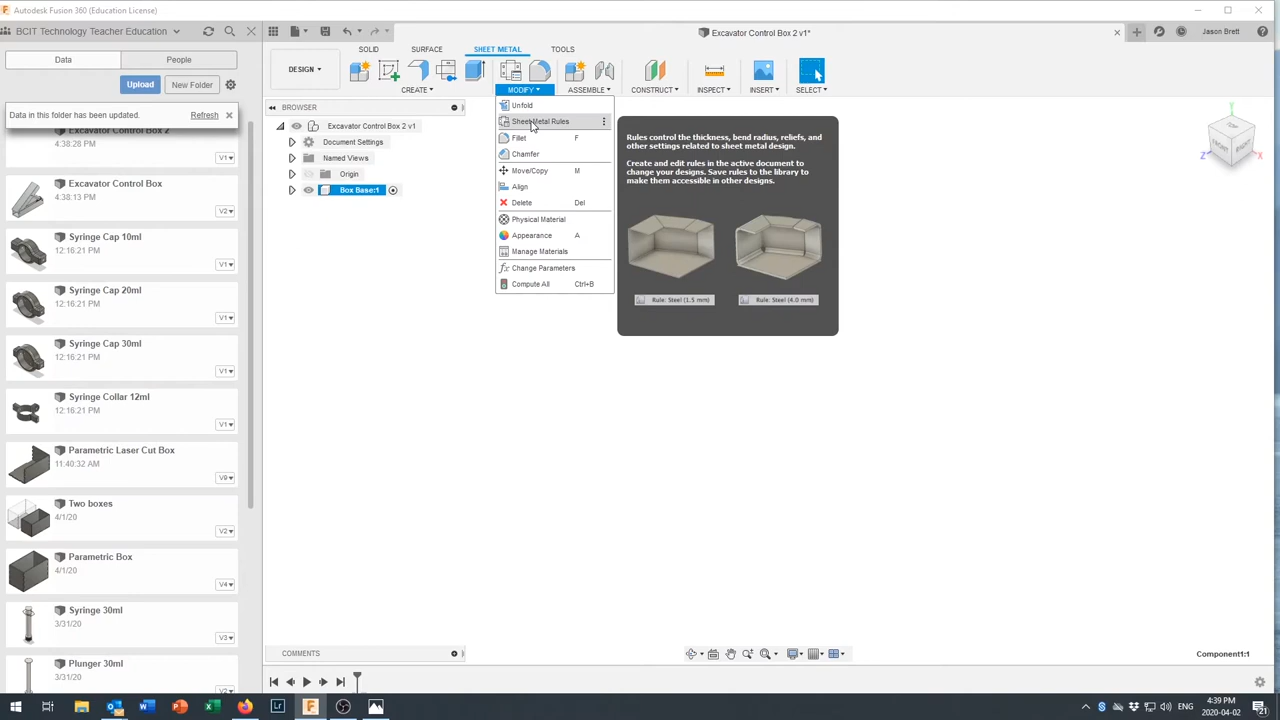 Autodesk Fusion 360 (Education License)
BCIT Technology Teacher Education
Excavator Control Box 2 v1*
Jason Brett
Data
People
Upload
New Folder
Data in this folder has been updated.
Refresh
Excavator Control Box 2
4:38:28 PM
V1
Excavator Control Box
4:38:13 PM
V2
Syringe Cap 10ml
12:16:21 PM
V1
Syringe Cap 20ml
12:16:21 PM
V1
Syringe Cap 30ml
12:16:21 PM
V1
Syringe Collar 12ml
12:16:21 PM
V1
Parametric Laser Cut Box
11:40:32 AM
V9
Two boxes
4/1/20
V2
Parametric Box
4/1/20
V4
Syringe 30ml
3/31/20
V3
Plunger 30ml
3/31/20
V2
DESIGN
SOLID
SURFACE
SHEET METAL
TOOLS
CREATE
MODIFY
ASSEMBLE
CONSTRUCT
INSPECT
INSERT
SELECT
BROWSER
Excavator Control Box 2 v1
Document Settings
Named Views
Origin
Box Base:1
Unfold
Sheet Metal Rules
Fillet F
Chamfer
Move/Copy M
Align
Delete Del
Physical Material
Appearance A
Manage Materials
Change Parameters
Compute All Ctrl+B
Rules control the thickness, bend radius, reliefs, and
other settings related to sheet metal design.
Create and edit rules in the active document to
change your designs. Save rules to the library to
make them accessible in other designs.
Rule: Steel (1.5 mm)
Rule: Steel (4.0 mm)
Y
Z
X
FRONT
COMMENTS
Component1:1
ENG
4:39 PM
2020-04-02
21